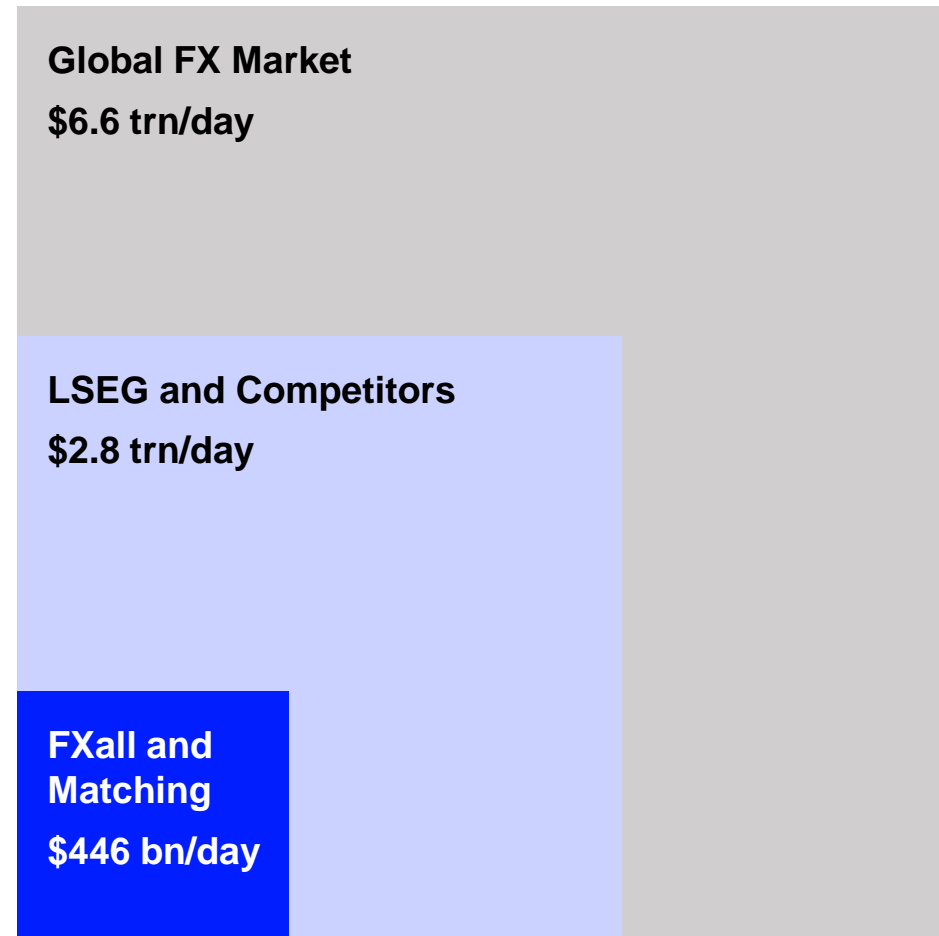 Global FX Market
$6.6 trn/day
LSEG and Competitors
$2.8 trn/day
FXall and
Matching
$446 bn/day